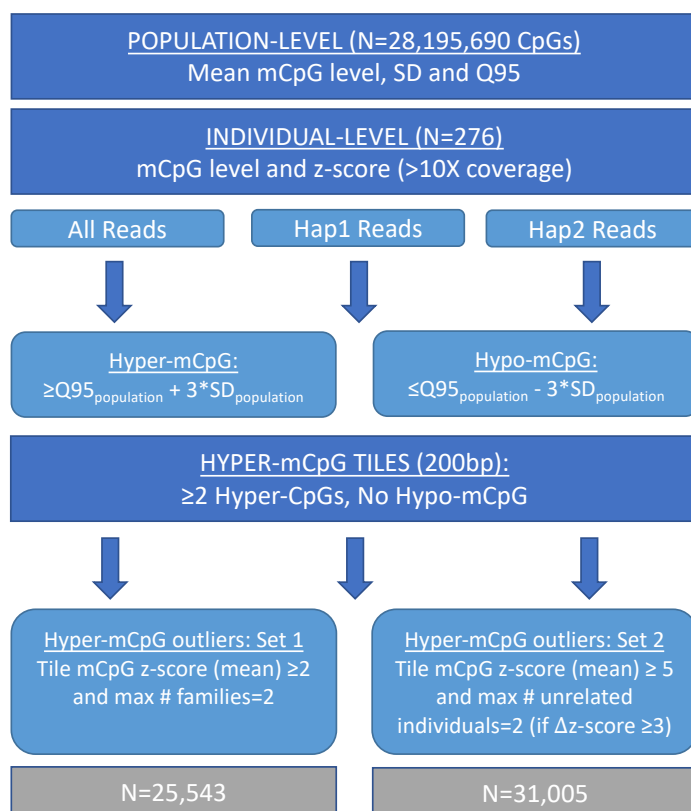 POPULATION-LEVEL (N=28,195,690 CpGs)
Mean mCpG level, SD and Q95
INDIVIDUAL-LEVEL (N=276)
mCpG level and z-score (>10X coverage)
All Reads
Hap1 Reads
Hap2 Reads
Hyper-mCpG:
≥Q95population + 3*SDpopulation
Hypo-mCpG:
≤Q95population - 3*SDpopulation
HYPER-mCpG TILES (200bp):
≥2 Hyper-CpGs, No Hypo-mCpG
Hyper-mCpG outliers: Set 1
Tile mCpG z-score (mean) ≥2
and max # families=2
Hyper-mCpG outliers: Set 2
Tile mCpG z-score (mean) ≥ 5
and max # unrelated
individuals=2 (if Δz-score ≥3)
N=25,543
N=31,005